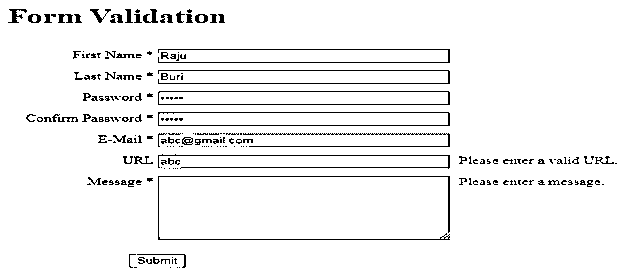 Form Validation
First Name * Raju
Last Name * Buri
Password * •••••
Confirm Password * •••••
E-Mail * abc@gmail.com
URL abc Please enter a valid URL.
Message * Please enter a message.
Submit